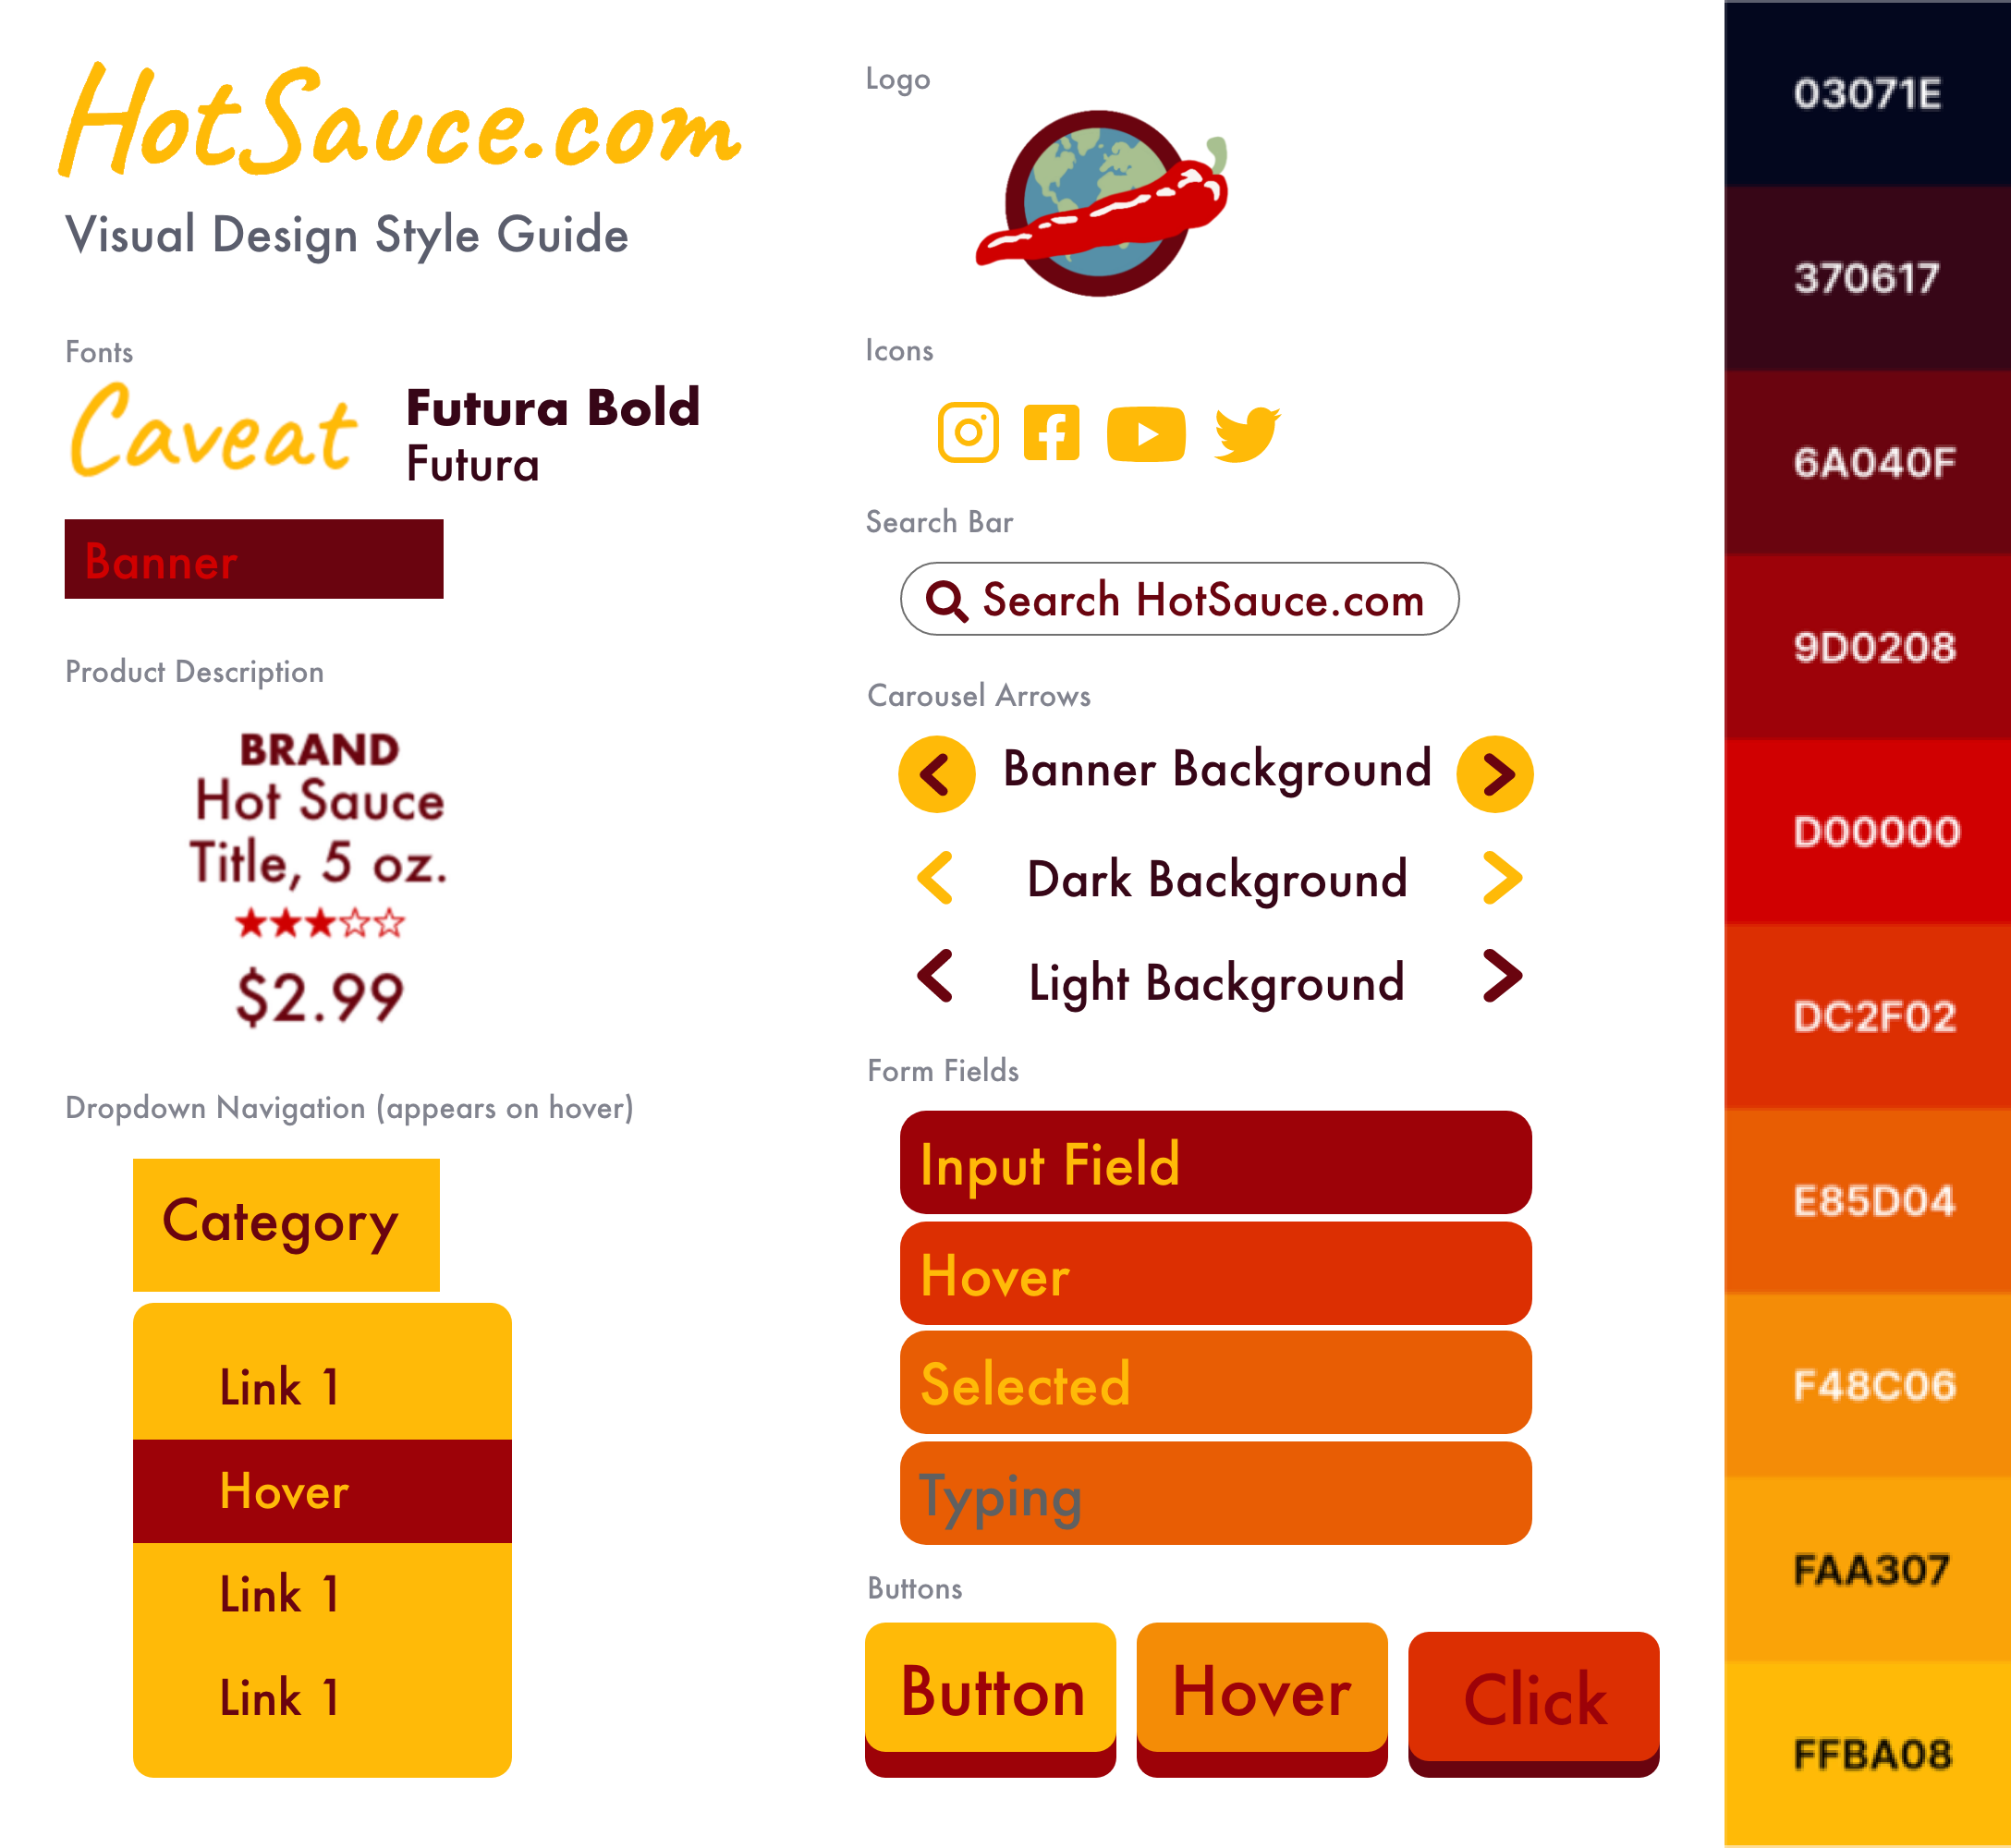 HotSauce.com
Visual Design Style Guide
Fonts
Caveat
Futura Bold
Futura
Banner
Product Description
BRAND
Hot Sauce
Title, 5 oz.
$2.99
Dropdown Navigation (appears on hover)
Category
Link 1
Hover
Link 1
Link 1
Logo
Icons
Search Bar
Search HotSauce.com
Carousel Arrows
Banner Background
Dark Background
Light Background
Form Fields
Input Field
Hover
Selected
Typing
Buttons
Button
Hover
Click
03071E
370617
6A040F
9D0208
D00000
DC2F02
E85D04
F48C06
FAA307
FFBA08